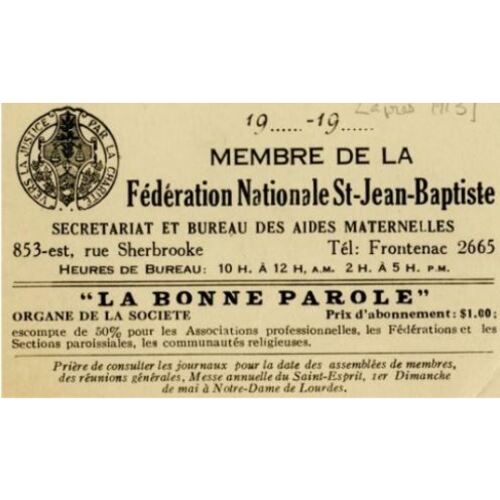 [après 1915]
19......-19......
VERS LA JUSTICE PAR LA CHARITÉ
MEMBRE DE LA
Fédération Nationale St-Jean-Baptiste
SECRETARIAT ET BUREAU DES AIDES MATERNELLES
853-est, rue Sherbrooke Tél: Frontenac 2665
HEURES DE BUREAU: 10 H. À 12 H, A.M. 2 H. À 5 H. P.M.
"LA BONNE PAROLE"
ORGANE DE LA SOCIETE Prix d'abonnement: $1.00;
escompte de 50% pour les Associations professionnelles, les Fédérations et les
Sections paroissiales, les communautés religieuses.
Prière de consulter les journaux pour la date des assemblées de membres,
des réunions générales, Messe annuelle du Saint-Esprit, 1er Dimanche
de mai à Notre-Dame de Lourdes.